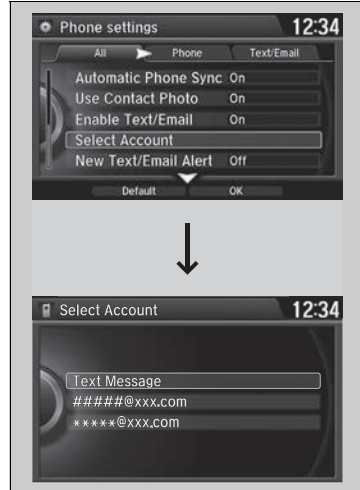 Phone settings 12:34
All Phone Text/Email
Automatic Phone Sync On
Use Contact Photo On
Enable Text/Email On
Select Account
New Text/Email Alert Off
Default OK
Select Account 12:34
Text Message
#####@xxx.com
*****@xxx.com